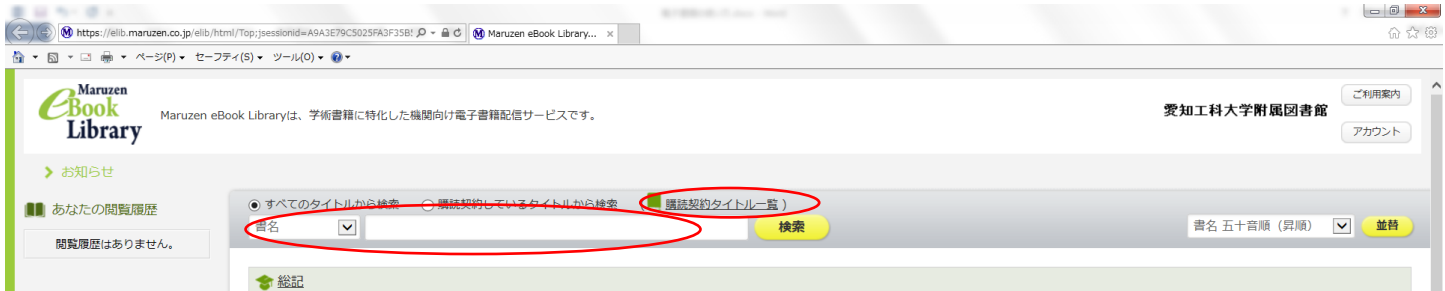 https://elib.maruzen.co.jp/elib/html/Top;jsessionid=A9A3E79C5025FA3F35B!
Maruzen eBook Library...
ページ(P) セーフティ(S) ツール(O)
Maruzen
eBook
Library
Maruzen eBook Libraryは、学術書籍に特化した機関向け電子書籍配信サービスです。
愛知工科大学附属図書館
ご利用案内
アカウント
お知らせ
あなたの閲覧履歴
閲覧履歴はありません。
すべてのタイトルから検索 購読契約しているタイトルから検索 ( 購読契約タイトル一覧 )
書名
検索
書名 五十音順（昇順）
並替
総記